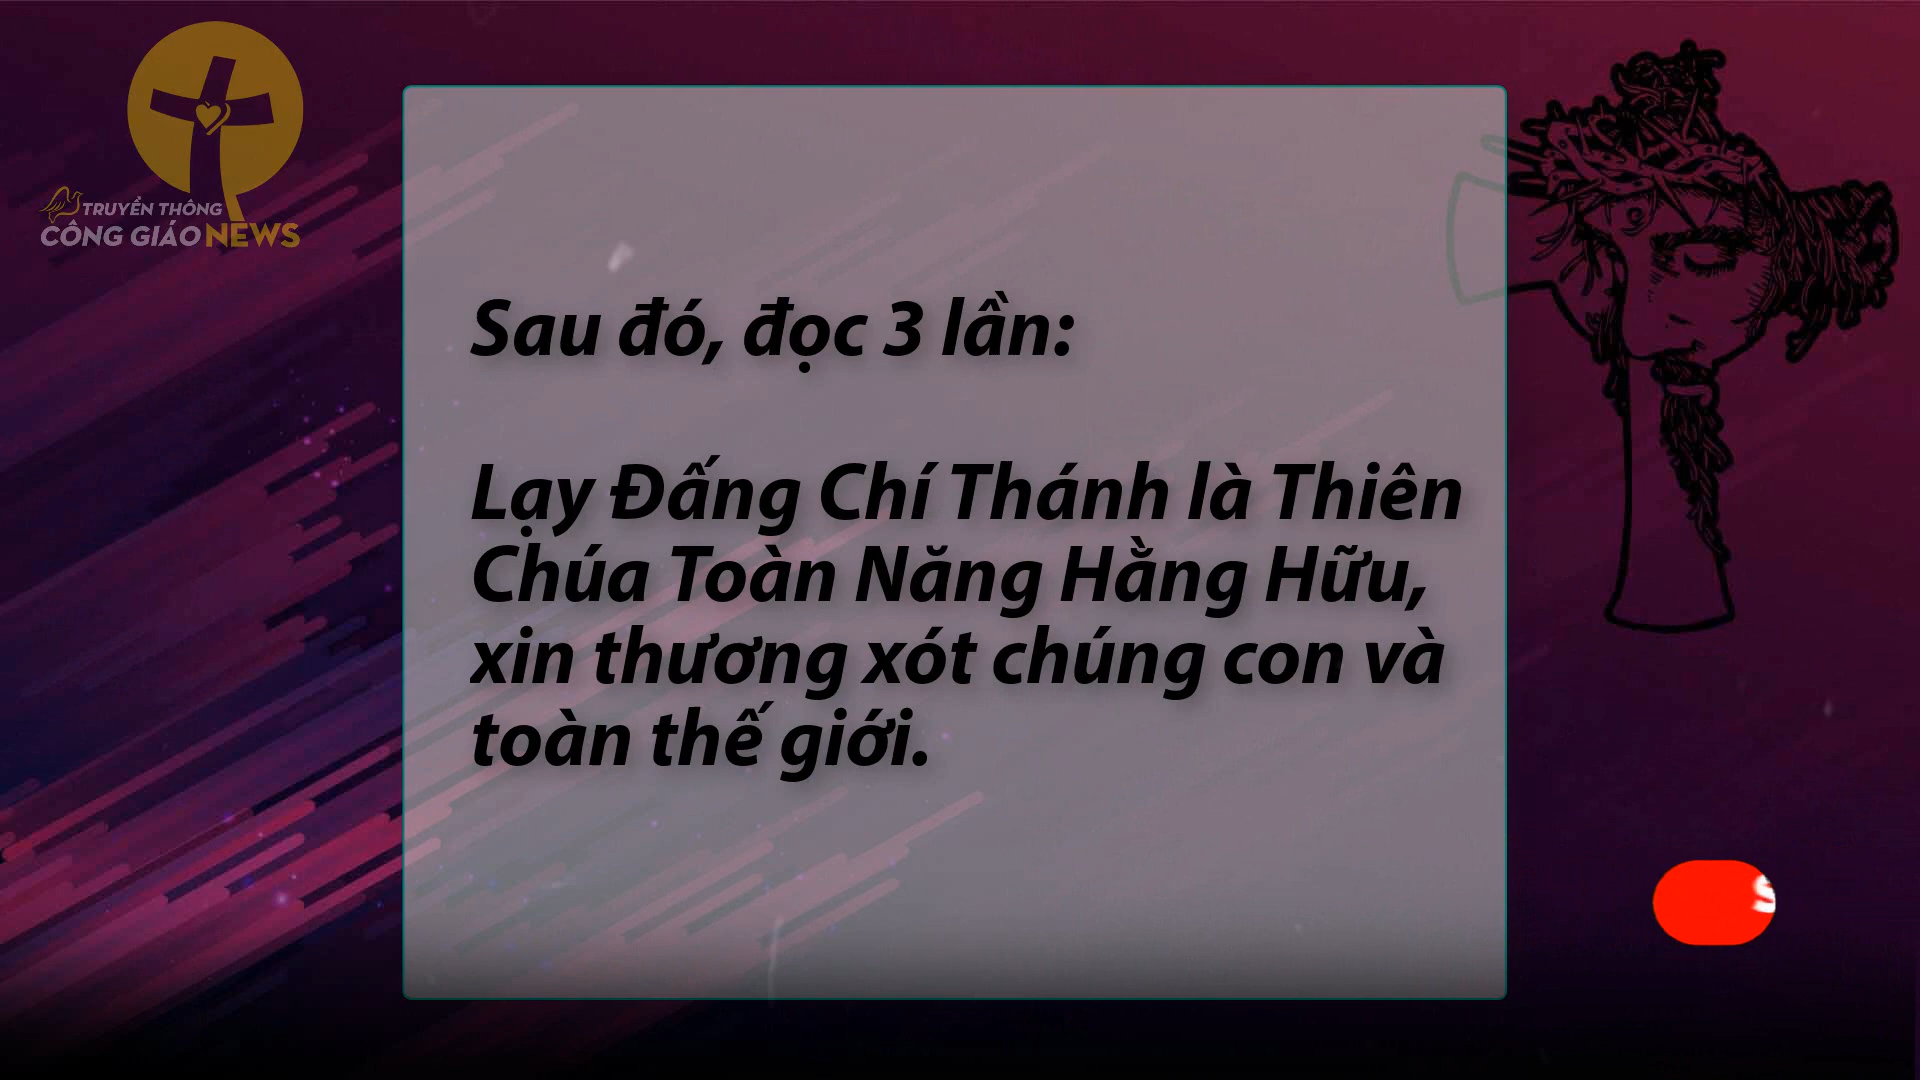 TRUYỀN THÔNG
CÔNG GIÁO NEWS
Sau đó, đọc 3 lần:
Lạy Đấng Chí Thánh là Thiên
Chúa Toàn Năng Hằng Hữu,
xin thương xót chúng con và
toàn thế giới.
S